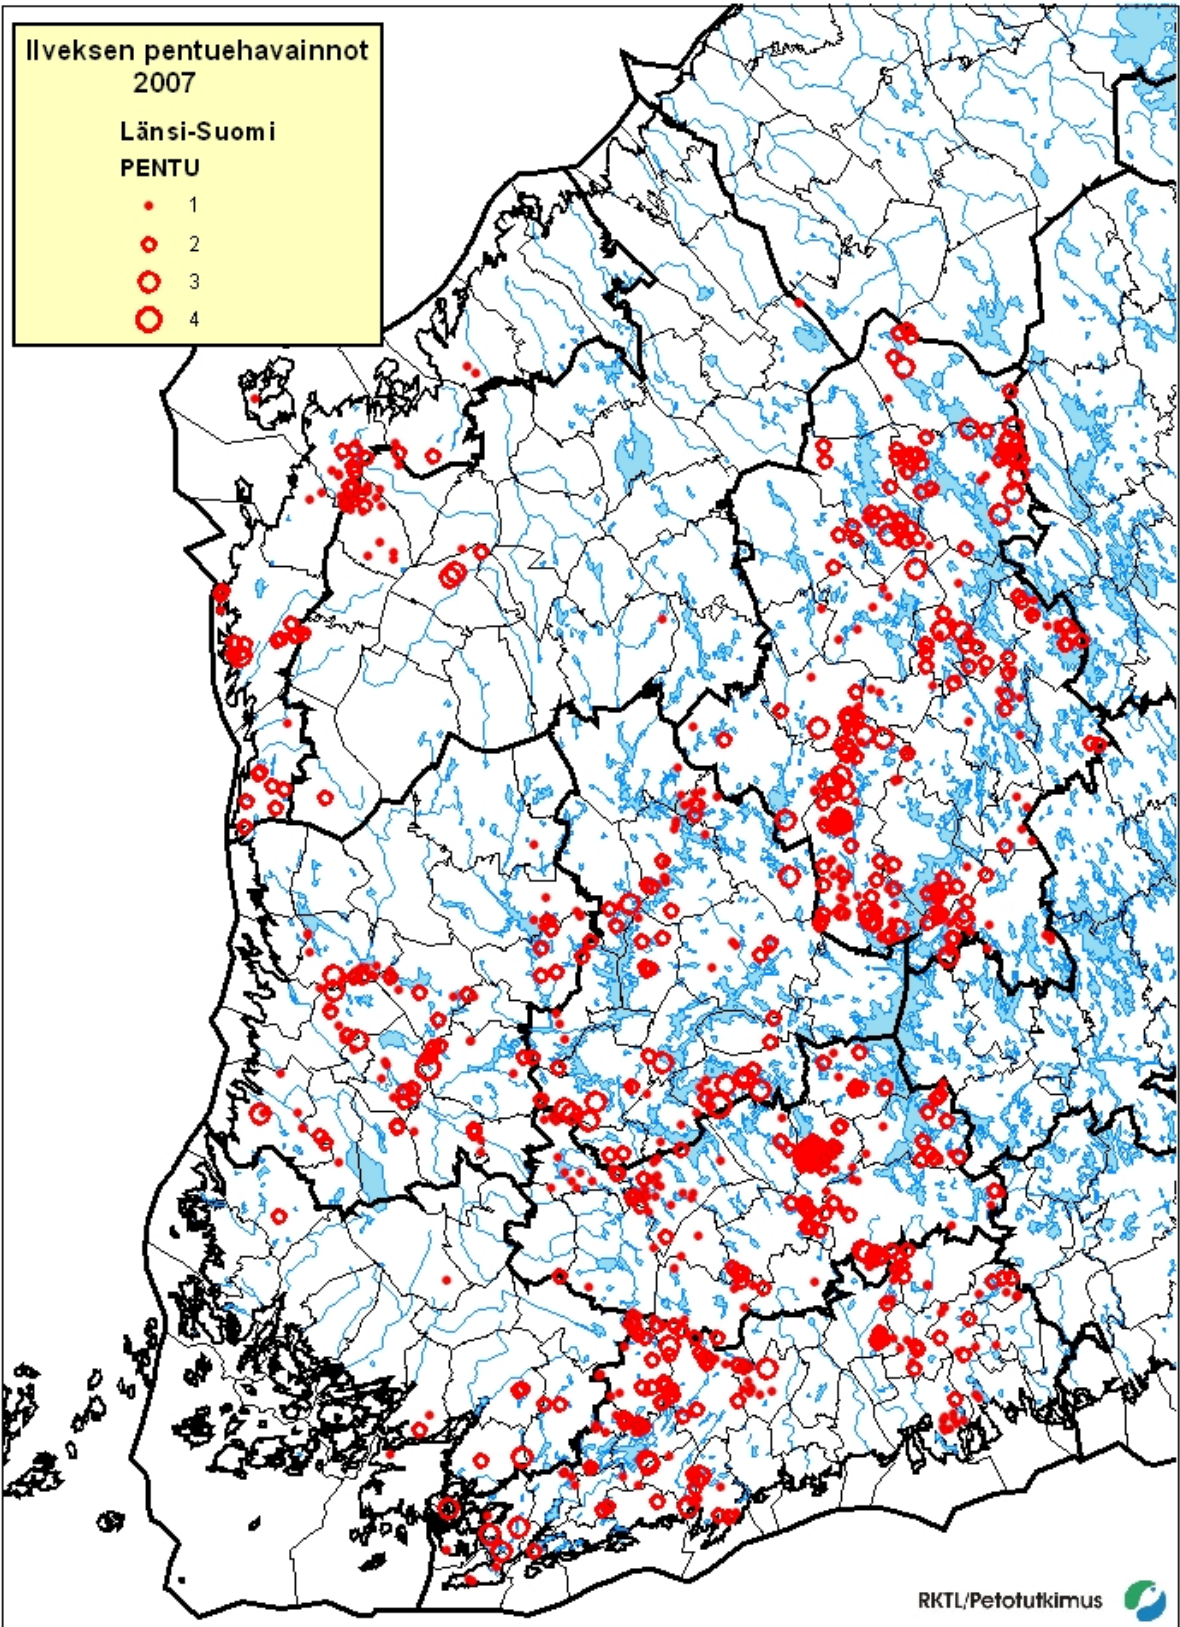 Ilveksen pentuehavainnot
2007
Länsi-Suomi
PENTU
1
2
3
4
RKTL/Petotutkimus